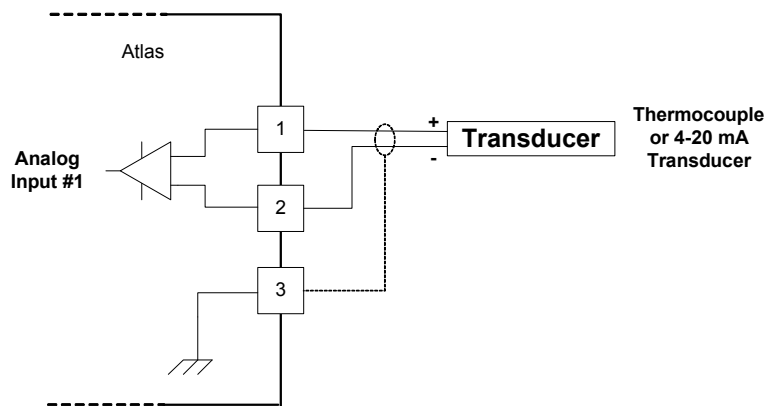 Atlas
1
+
Transducer
-
Thermocouple
or 4-20 mA
Transducer
Analog
Input #1
2
3